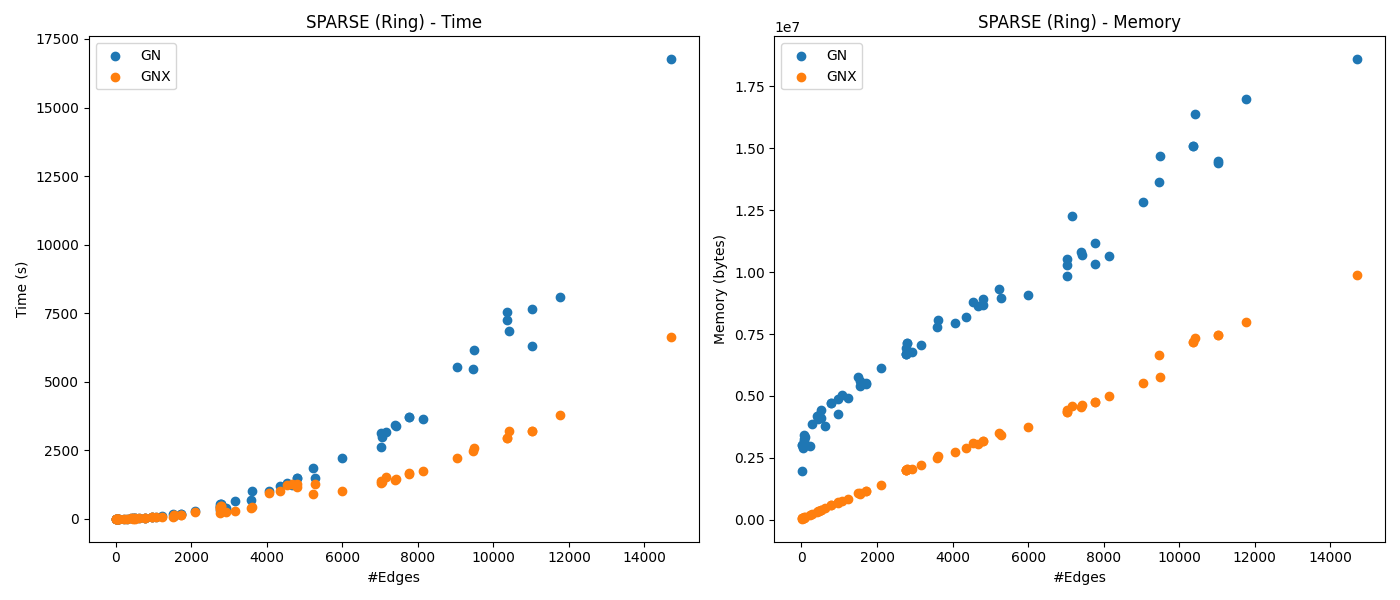 SPARSE (Ring) - Time
GN
GNX
17500
15000
12500
10000
7500
5000
2500
0
Time (s)
0
2000
4000
6000
8000
10000
12000
14000
#Edges
SPARSE (Ring) - Memory
1e7
GN
GNX
1.75
1.50
1.25
1.00
0.75
0.50
0.25
0.00
Memory (bytes)
0
2000
4000
6000
8000
10000
12000
14000
#Edges